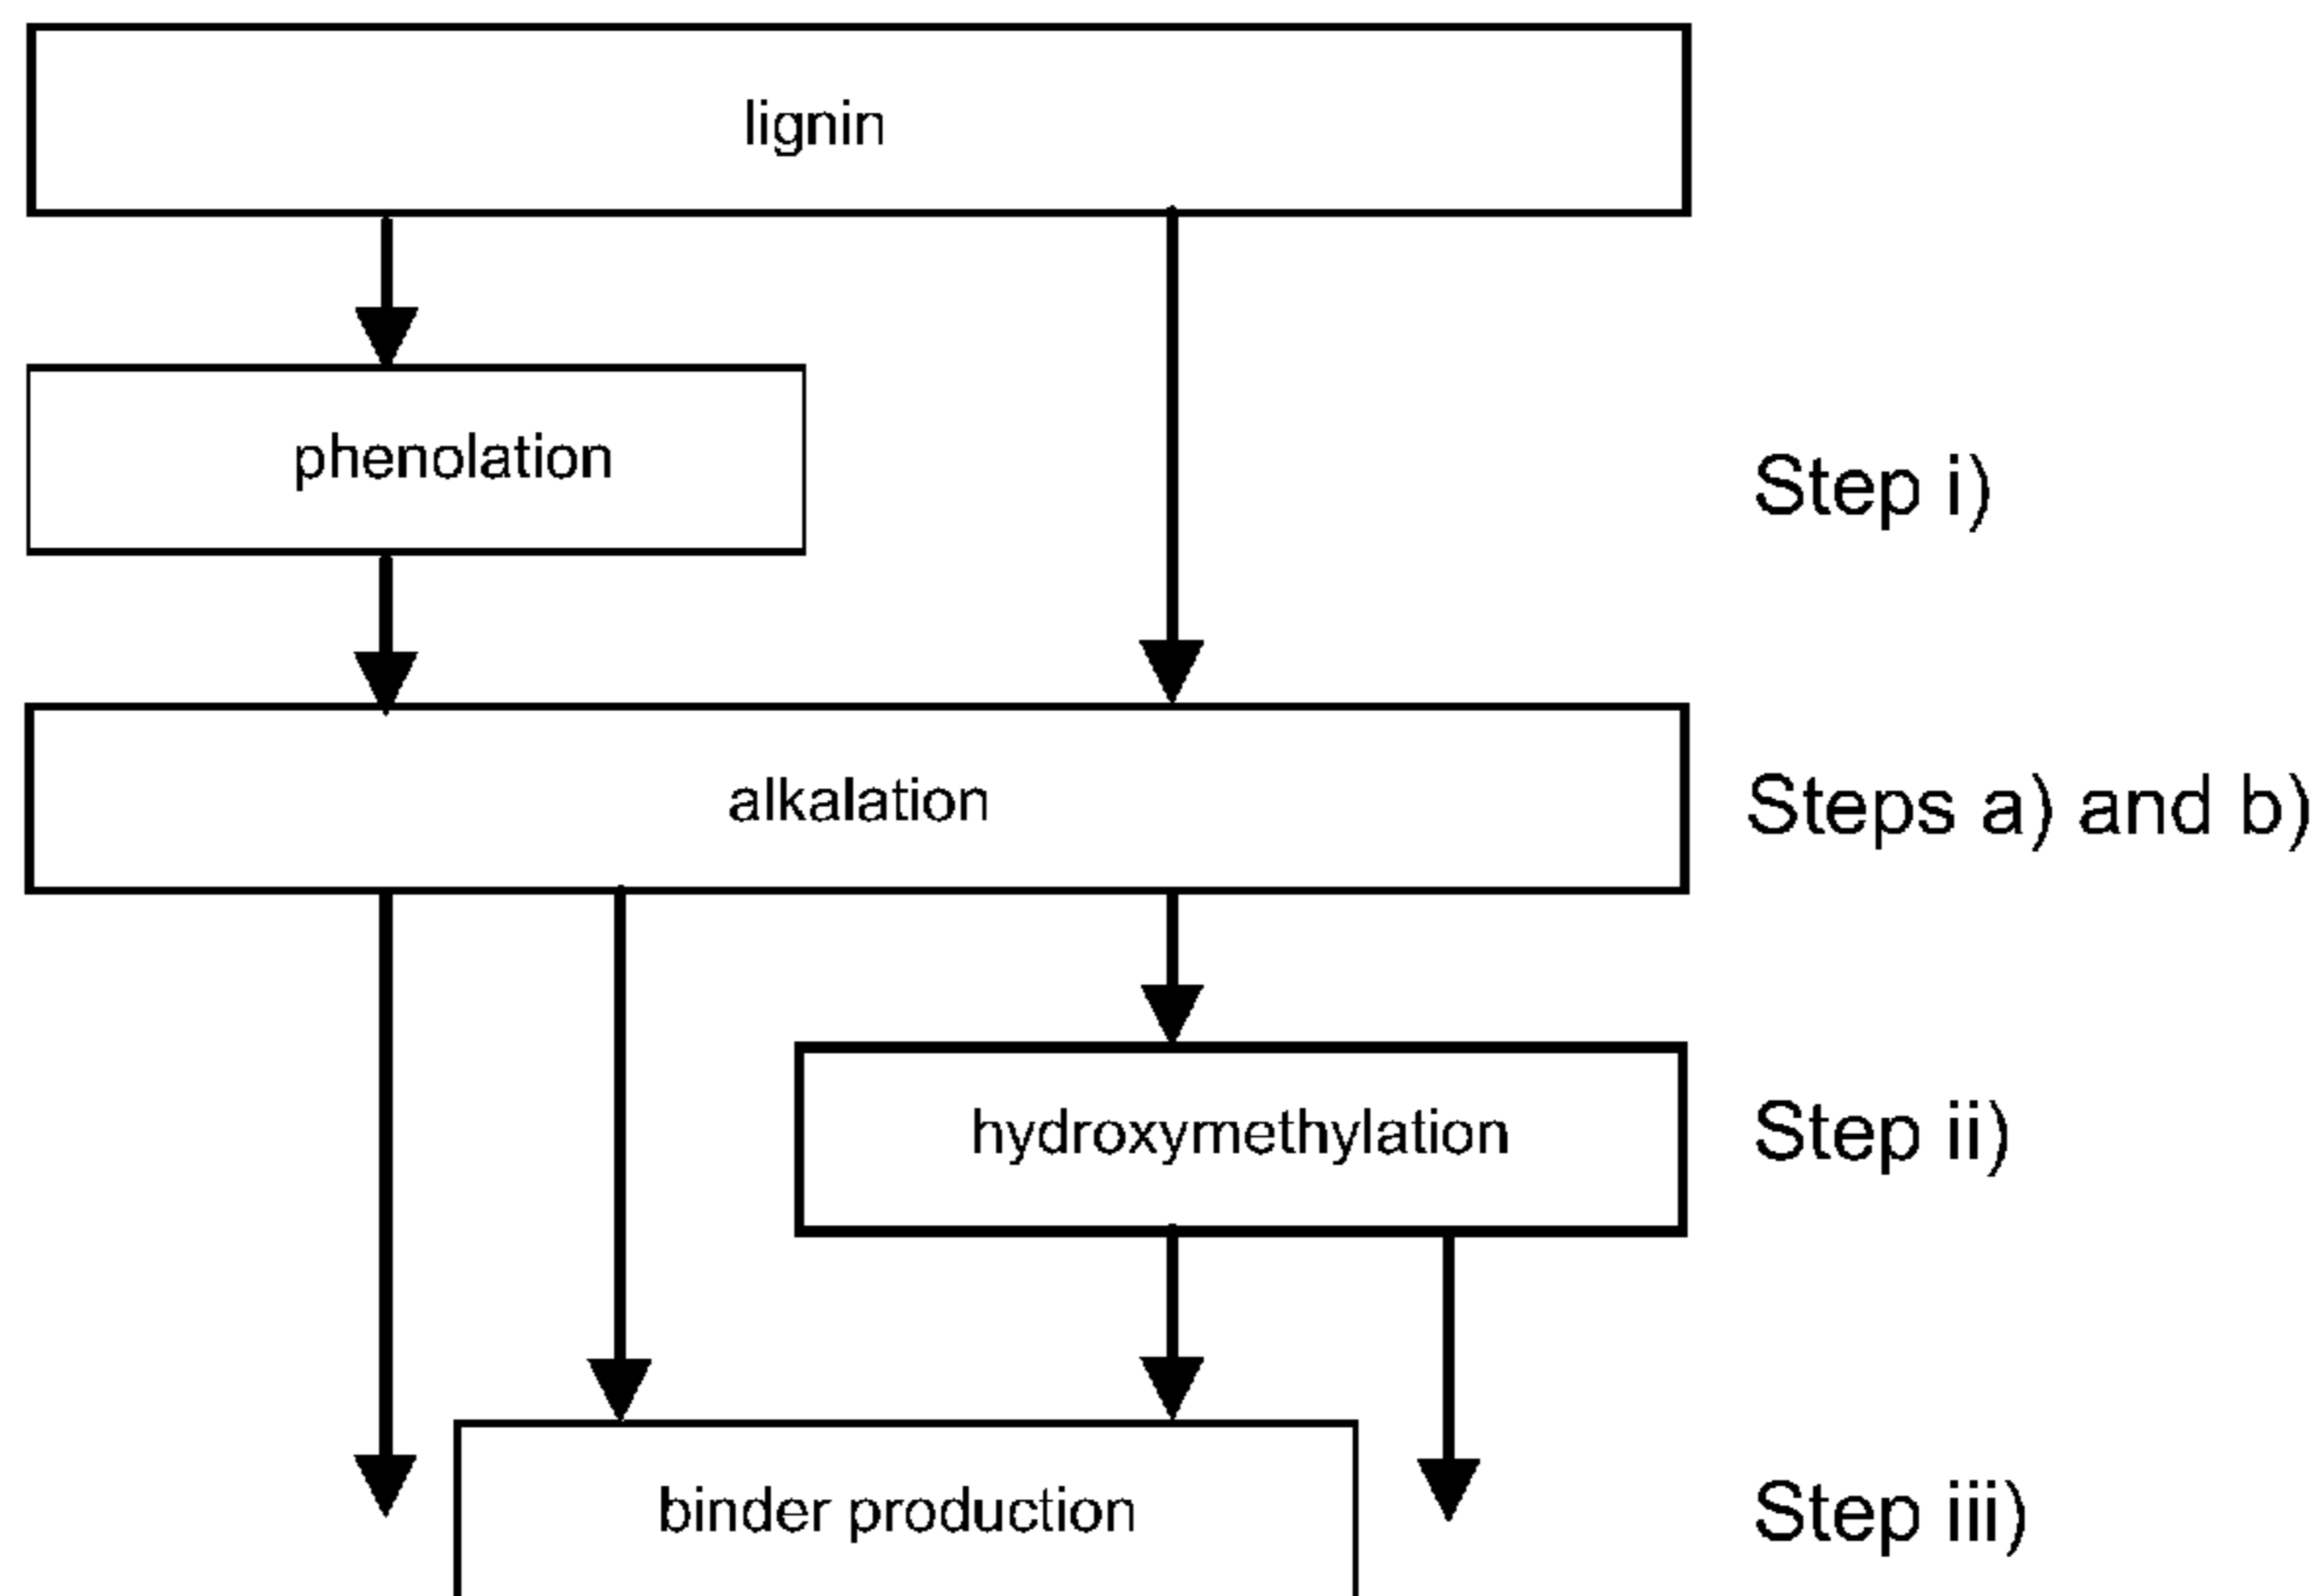 lignin
phenolation
Step i)
alkalation
Steps a) and b)
hydroxymethylation
Step ii)
binder production
Step iii)